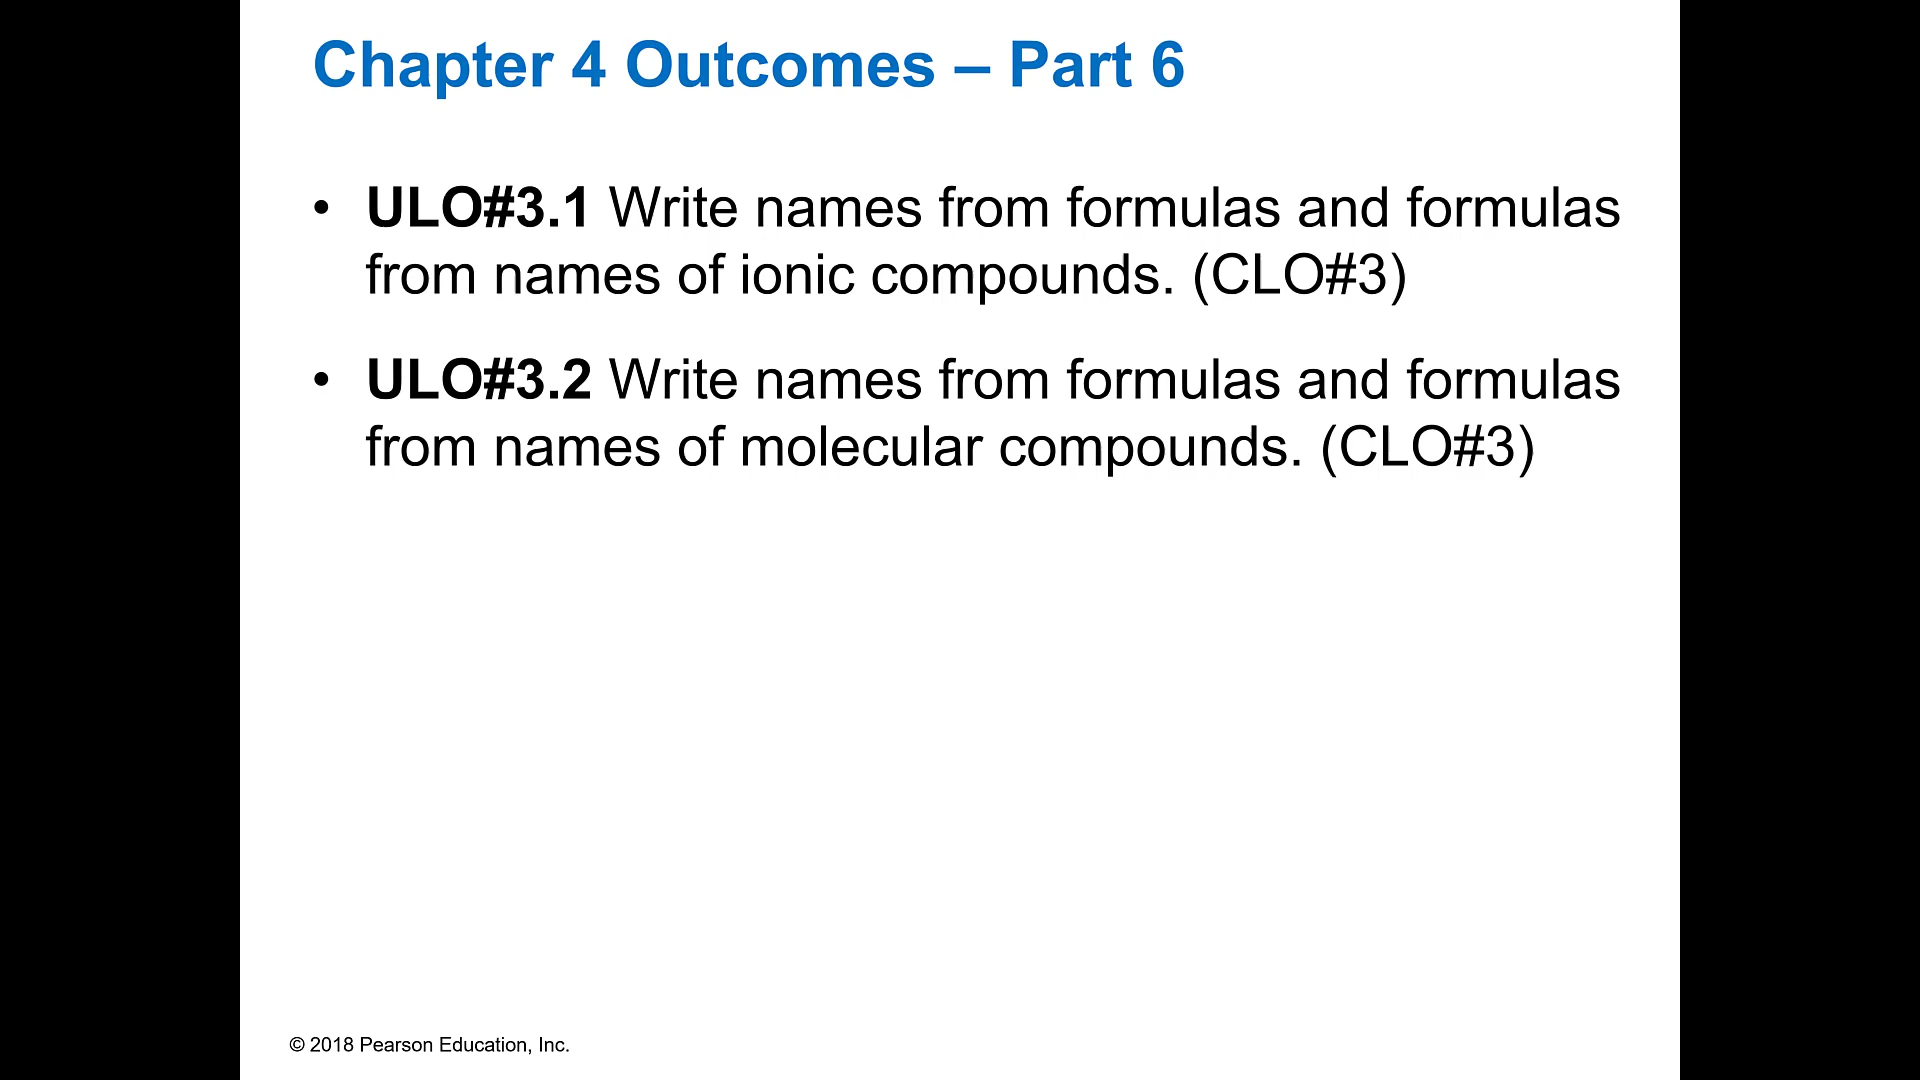 Chapter 4 Outcomes – Part 6
• ULO#3.1 Write names from formulas and formulas
from names of ionic compounds. (CLO#3)
• ULO#3.2 Write names from formulas and formulas
from names of molecular compounds. (CLO#3)
© 2018 Pearson Education, Inc.